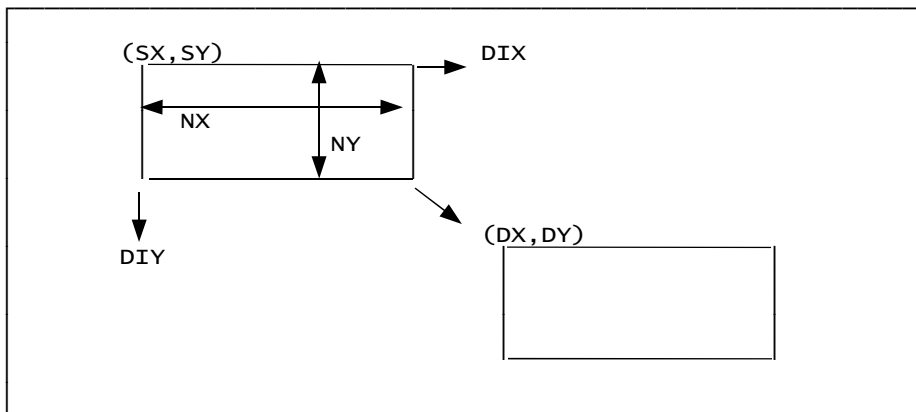 (SX,SY)
DIX
NX
NY
DIY
(DX,DY)